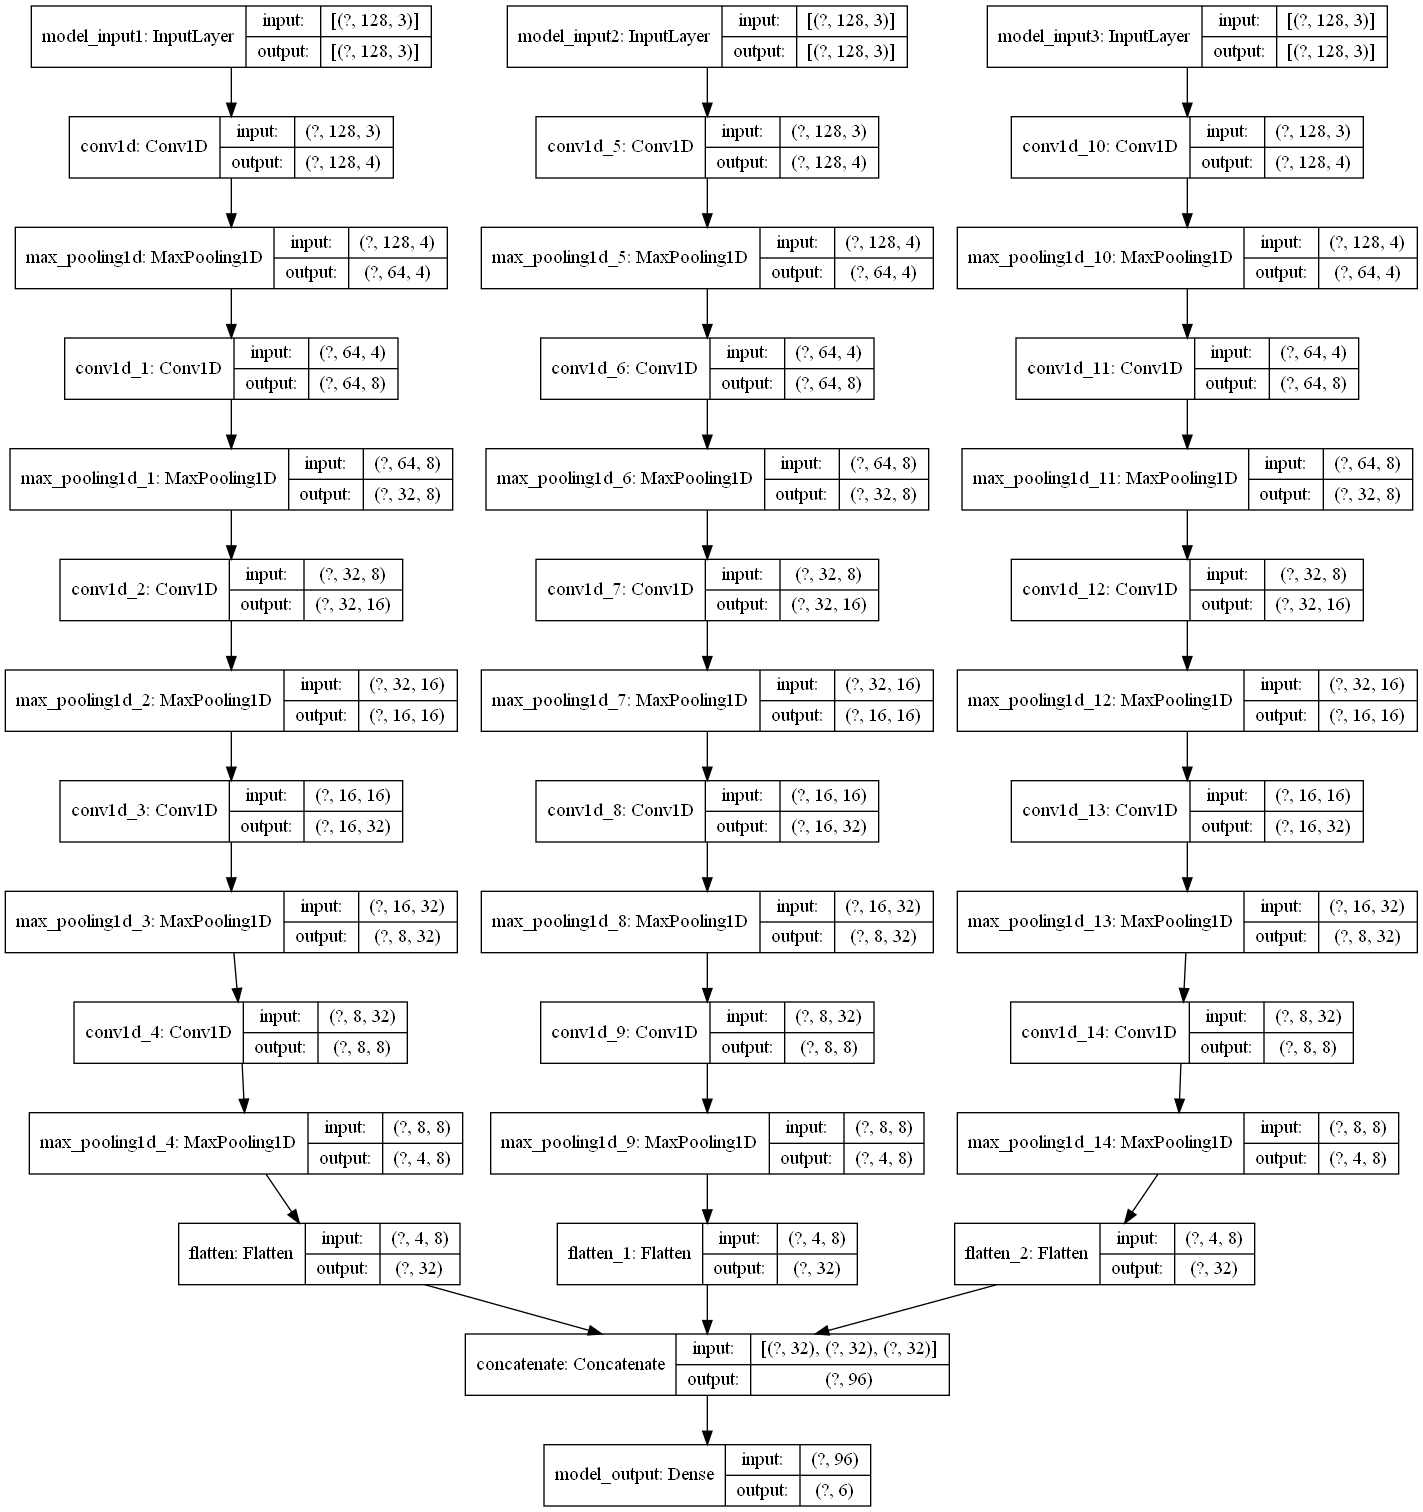 model_input1: InputLayer
input: [(?, 128, 3)]
output: [(?, 128, 3)]
model_input2: InputLayer
input: [(?, 128, 3)]
output: [(?, 128, 3)]
model_input3: InputLayer
input: [(?, 128, 3)]
output: [(?, 128, 3)]
conv1d: Conv1D
input: (?, 128, 3)
output: (?, 128, 4)
conv1d_5: Conv1D
input: (?, 128, 3)
output: (?, 128, 4)
conv1d_10: Conv1D
input: (?, 128, 3)
output: (?, 128, 4)
max_pooling1d: MaxPooling1D
input: (?, 128, 4)
output: (?, 64, 4)
max_pooling1d_5: MaxPooling1D
input: (?, 128, 4)
output: (?, 64, 4)
max_pooling1d_10: MaxPooling1D
input: (?, 128, 4)
output: (?, 64, 4)
conv1d_1: Conv1D
input: (?, 64, 4)
output: (?, 64, 8)
conv1d_6: Conv1D
input: (?, 64, 4)
output: (?, 64, 8)
conv1d_11: Conv1D
input: (?, 64, 4)
output: (?, 64, 8)
max_pooling1d_1: MaxPooling1D
input: (?, 64, 8)
output: (?, 32, 8)
max_pooling1d_6: MaxPooling1D
input: (?, 64, 8)
output: (?, 32, 8)
max_pooling1d_11: MaxPooling1D
input: (?, 64, 8)
output: (?, 32, 8)
conv1d_2: Conv1D
input: (?, 32, 8)
output: (?, 32, 16)
conv1d_7: Conv1D
input: (?, 32, 8)
output: (?, 32, 16)
conv1d_12: Conv1D
input: (?, 32, 8)
output: (?, 32, 16)
max_pooling1d_2: MaxPooling1D
input: (?, 32, 16)
output: (?, 16, 16)
max_pooling1d_7: MaxPooling1D
input: (?, 32, 16)
output: (?, 16, 16)
max_pooling1d_12: MaxPooling1D
input: (?, 32, 16)
output: (?, 16, 16)
conv1d_3: Conv1D
input: (?, 16, 16)
output: (?, 16, 32)
conv1d_8: Conv1D
input: (?, 16, 16)
output: (?, 16, 32)
conv1d_13: Conv1D
input: (?, 16, 16)
output: (?, 16, 32)
max_pooling1d_3: MaxPooling1D
input: (?, 16, 32)
output: (?, 8, 32)
max_pooling1d_8: MaxPooling1D
input: (?, 16, 32)
output: (?, 8, 32)
max_pooling1d_13: MaxPooling1D
input: (?, 16, 32)
output: (?, 8, 32)
conv1d_4: Conv1D
input: (?, 8, 32)
output: (?, 8, 8)
conv1d_9: Conv1D
input: (?, 8, 32)
output: (?, 8, 8)
conv1d_14: Conv1D
input: (?, 8, 32)
output: (?, 8, 8)
max_pooling1d_4: MaxPooling1D
input: (?, 8, 8)
output: (?, 4, 8)
max_pooling1d_9: MaxPooling1D
input: (?, 8, 8)
output: (?, 4, 8)
max_pooling1d_14: MaxPooling1D
input: (?, 8, 8)
output: (?, 4, 8)
flatten: Flatten
input: (?, 4, 8)
output: (?, 32)
flatten_1: Flatten
input: (?, 4, 8)
output: (?, 32)
flatten_2: Flatten
input: (?, 4, 8)
output: (?, 32)
concatenate: Concatenate
input: [(?, 32), (?, 32), (?, 32)]
output: (?, 96)
model_output: Dense
input: (?, 96)
output: (?, 6)